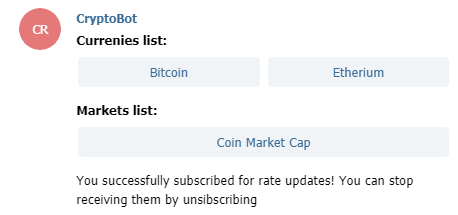 CR
CryptoBot
Currenies list:
Bitcoin
Etherium
Markets list:
Coin Market Cap
You successfully subscribed for rate updates! You can stop
receiving them by unsibscribing